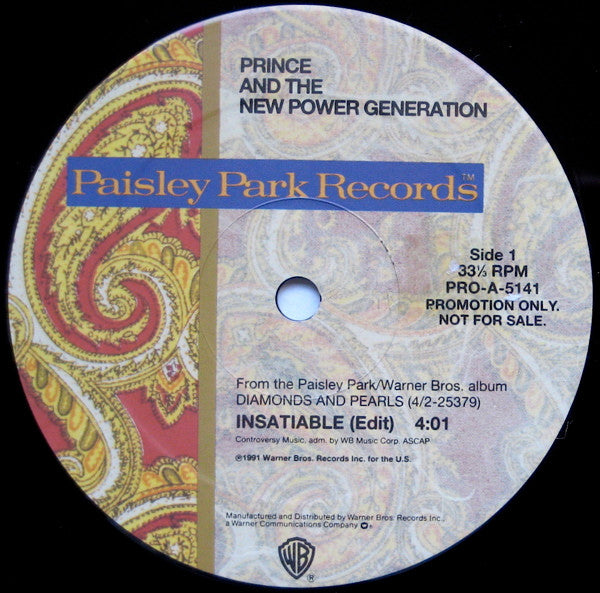 PRINCE
AND THE
NEW POWER GENERATION
Paisley Park Records™
Side 1
33⅓ RPM
PRO-A-5141
PROMOTION ONLY.
NOT FOR SALE.
From the Paisley Park/Warner Bros. album
DIAMONDS AND PEARLS (4/2-25379)
INSATIABLE (Edit) 4:01
Controversy Music, adm. by WB Music Corp. ASCAP
℗1991 Warner Bros. Records Inc. for the U.S.
Manufactured and Distributed by Warner Bros. Records Inc.,
a Warner Communications Company
WB
®